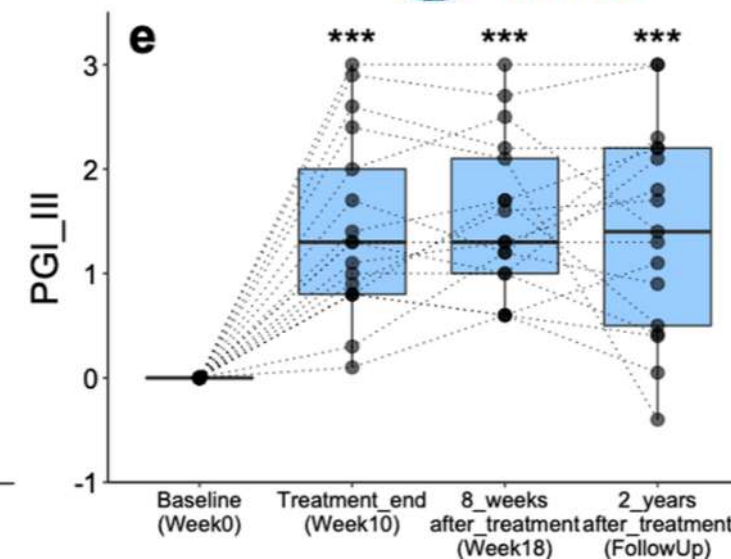 e
*** *** ***
PGI_III
3
2
1
0
-1
Baseline
(Week0)
Treatment_end
(Week10)
8_weeks
after_treatment
(Week18)
2_years
after_treatment
(FollowUp)